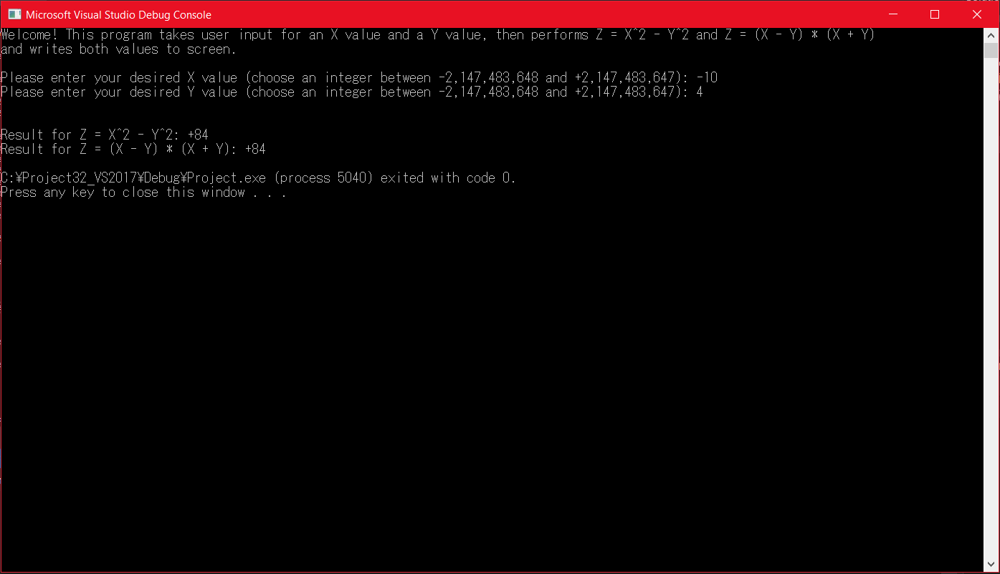 Microsoft Visual Studio Debug Console
Welcome! This program takes user input for an X value and a Y value, then performs Z = X^2 - Y^2 and Z = (X - Y) * (X + Y)
and writes both values to screen.
Please enter your desired X value (choose an integer between -2,147,483,648 and +2,147,483,647): -10
Please enter your desired Y value (choose an integer between -2,147,483,648 and +2,147,483,647): 4
Result for Z = X^2 - Y^2: +84
Result for Z = (X - Y) * (X + Y): +84
C:¥Project32_VS2017¥Debug¥Project.exe (process 5040) exited with code 0.
Press any key to close this window . . .